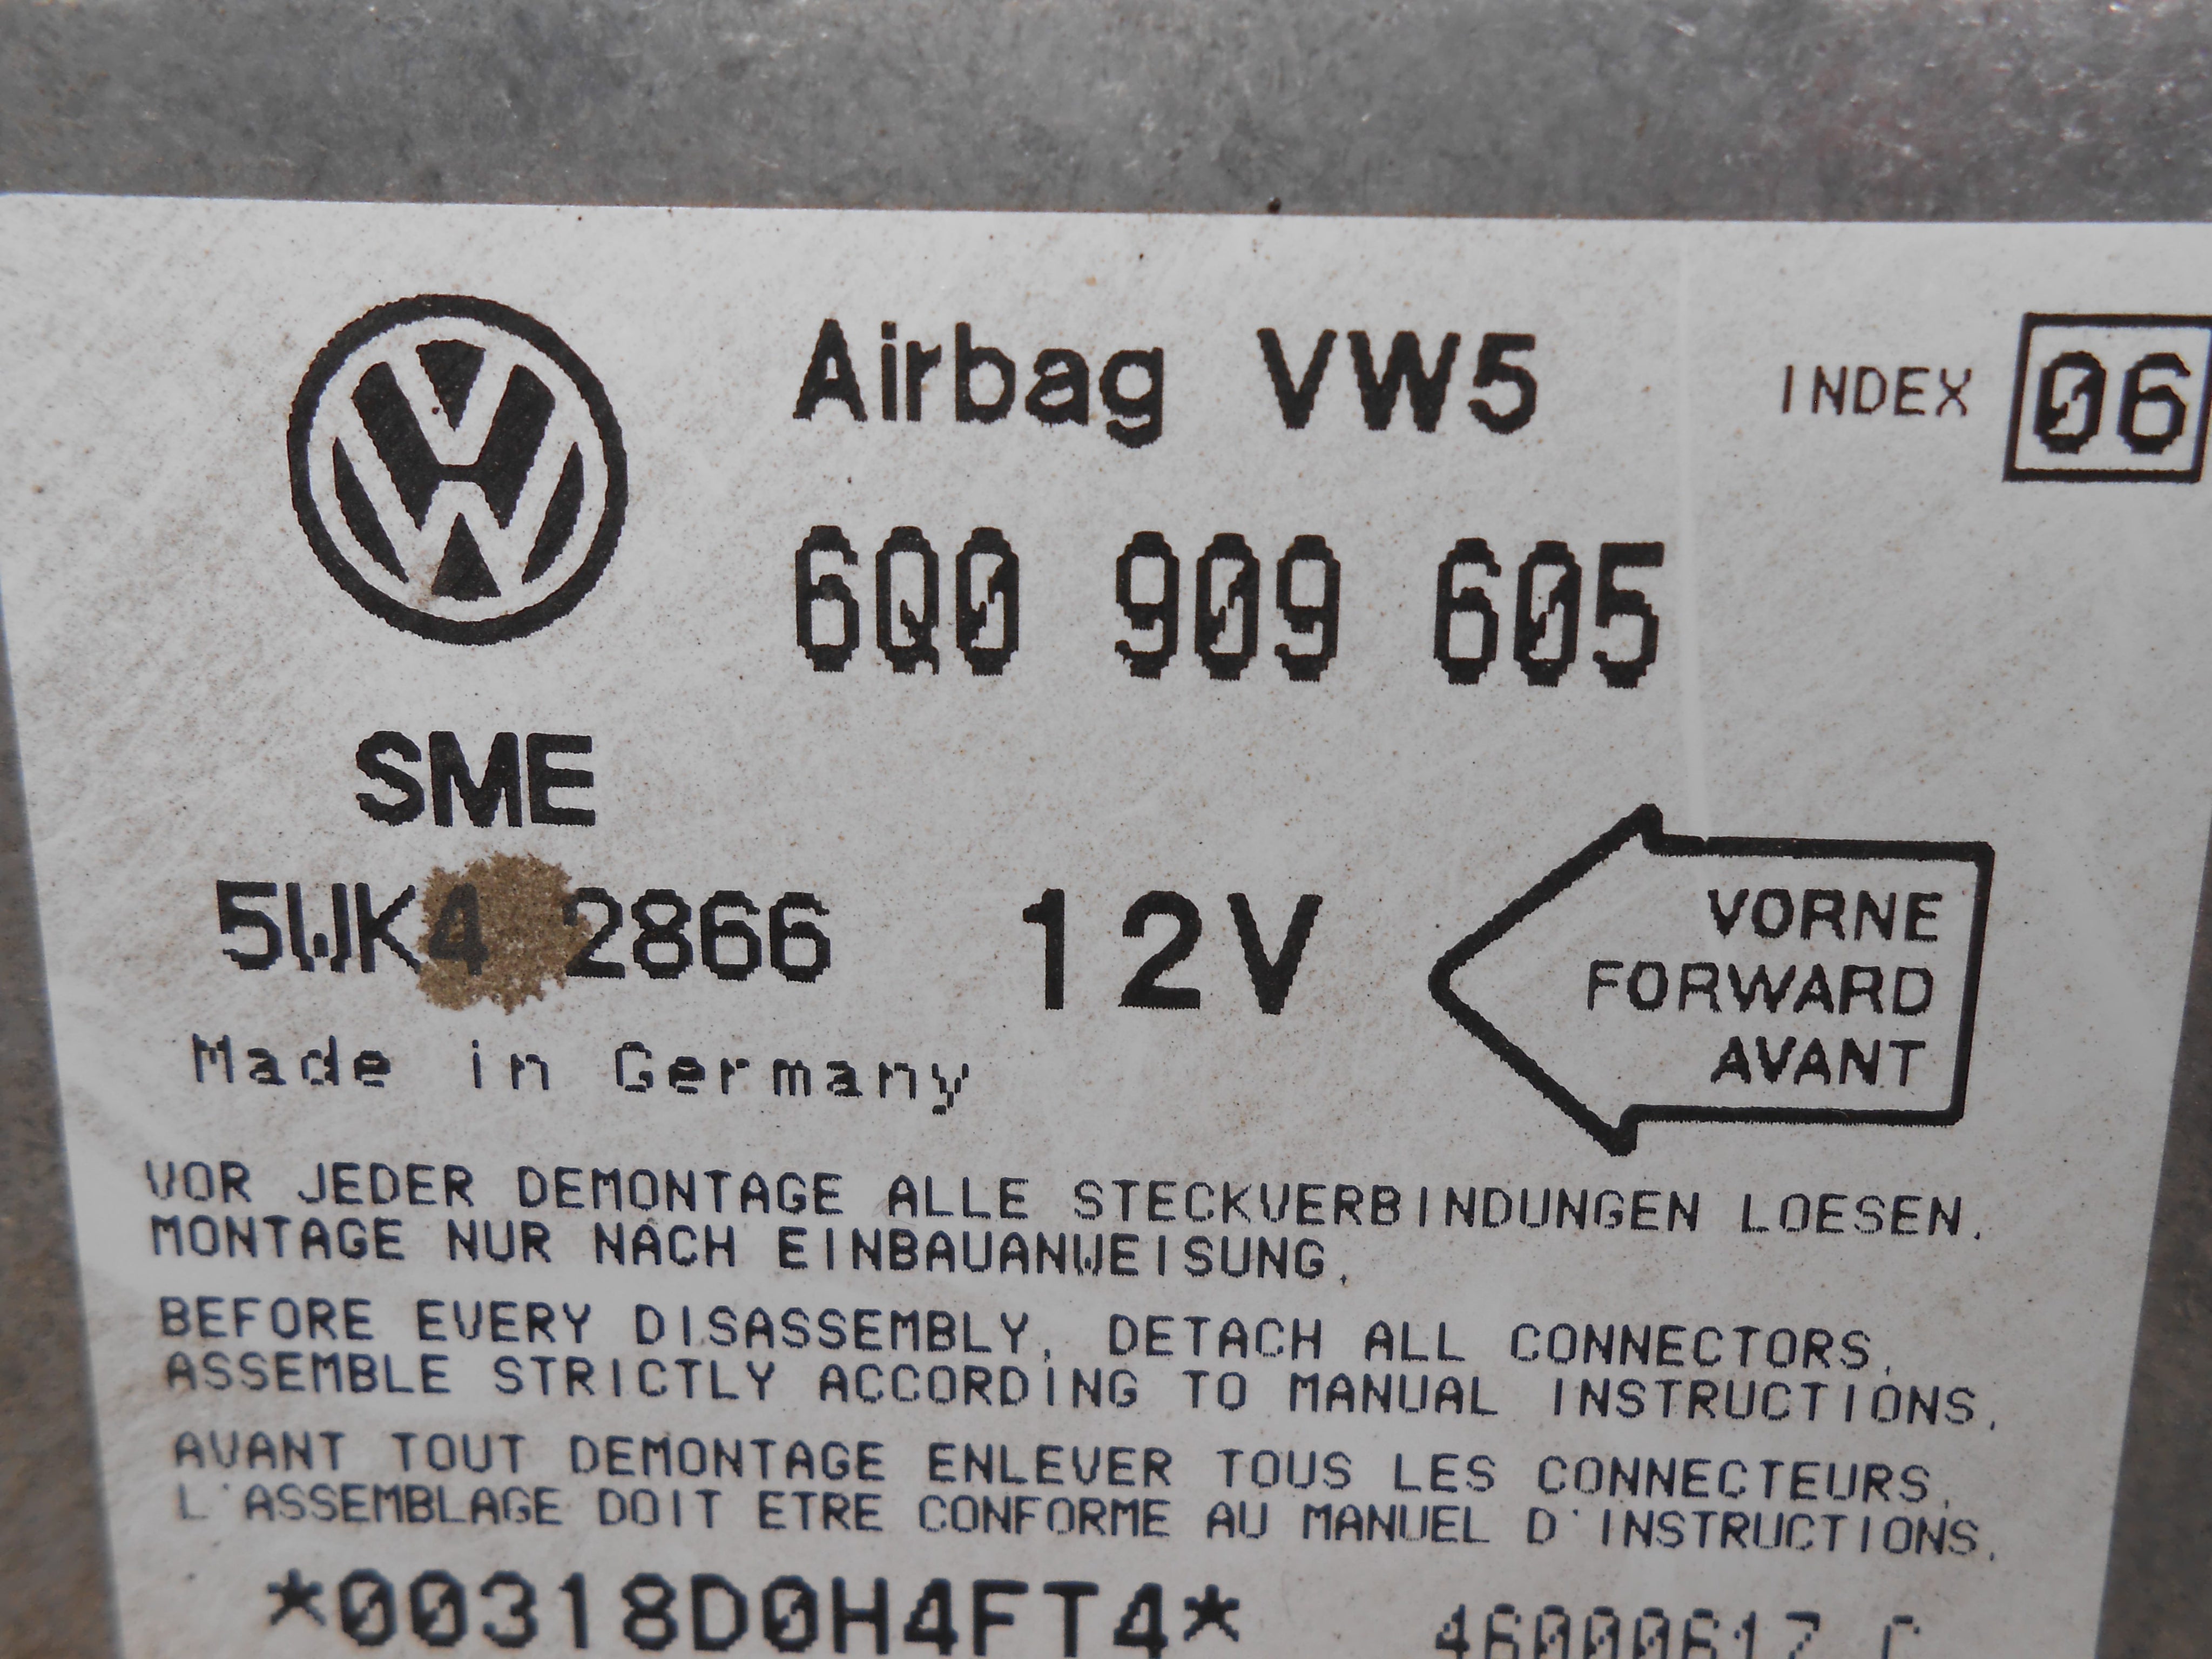 Airbag VW5 INDEX 06
6Q0 909 605
SME
5WK4 2866 12V
VORNE
FORWARD
AVANT
Made in Germany
VOR JEDER DEMONTAGE ALLE STECKVERBINDUNGEN LOESEN.
MONTAGE NUR NACH EINBAUANWEISUNG.
BEFORE EVERY DISASSEMBLY, DETACH ALL CONNECTORS.
ASSEMBLE STRICTLY ACCORDING TO MANUAL INSTRUCTIONS.
AVANT TOUT DEMONTAGE ENLEVER TOUS LES CONNECTEURS.
L'ASSEMBLAGE DOIT ETRE CONFORME AU MANUEL D'INSTRUCTIONS.
*00318D0H4FT4*